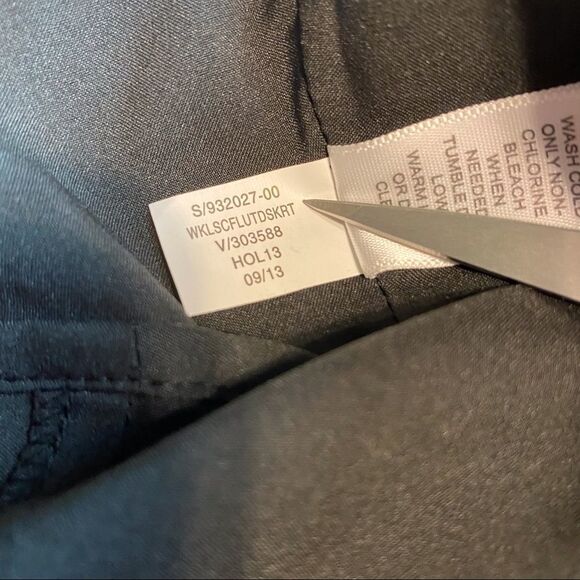 S/932027-00
WKLSCFLUTDSKRT
V/303588
HOL13
09/13
WASH COL
ONLY NON-
CHLORINE
BLEACH
WHEN
NEEDED
TUMBLE
LOW
WARM
OR D
CLE